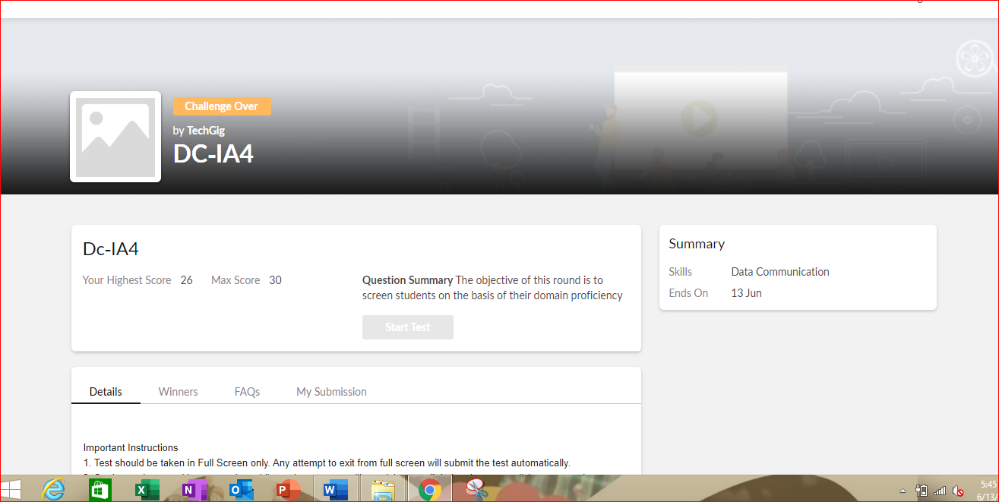 Challenge Over
by TechGig
DC-IA4
Dc-IA4
Your Highest Score 26 Max Score 30
Question Summary The objective of this round is to
screen students on the basis of their domain proficiency
Start Test
Summary
Skills Data Communication
Ends On 13 Jun
Details Winners FAQs My Submission
Important Instructions
1. Test should be taken in Full Screen only. Any attempt to exit from full screen will submit the test automatically.
5:45
6/13/